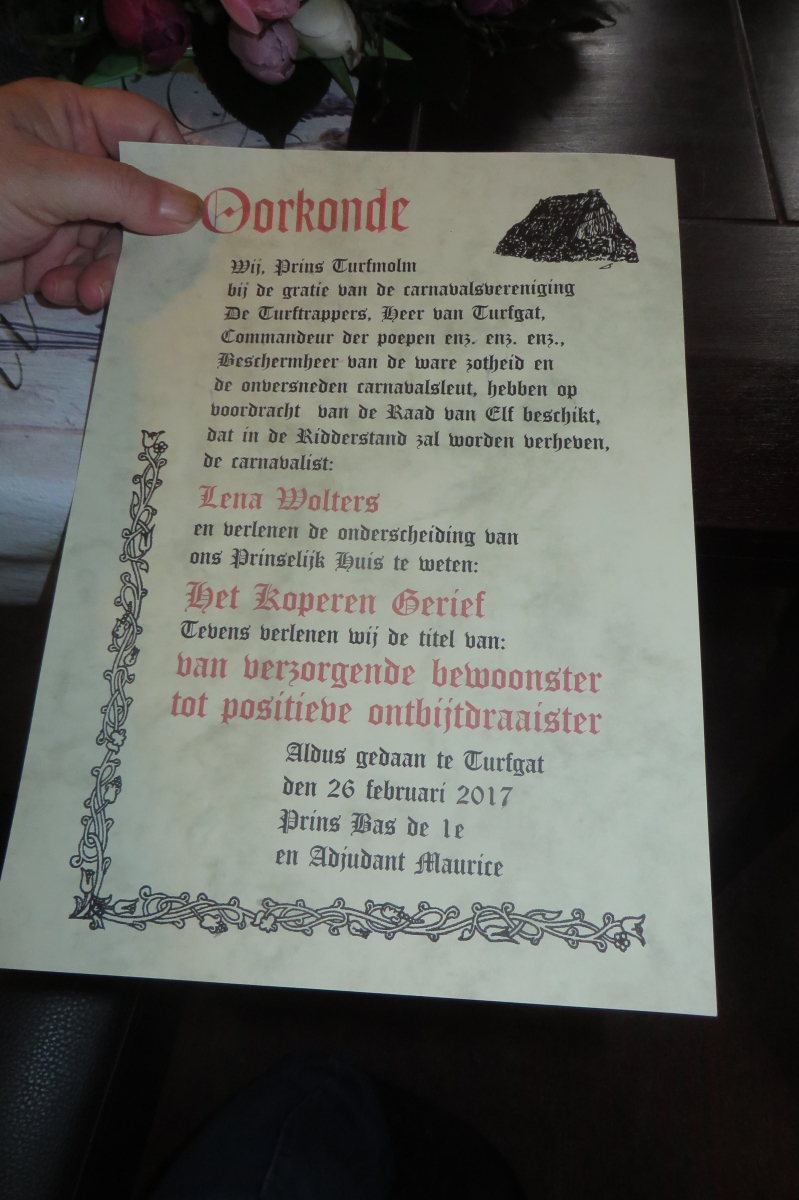 Oorkonde
Wij, Prins Turfmolm
bij de gratie van de carnavalsvereniging
De Turftrappers, Heer van Turfgat,
Commandeur der poepen enz. enz. enz.,
Beschermheer van de ware zotheid en
de onversneden carnavalsleut, hebben op
voordracht van de Raad van Elf beschikt,
dat in de Ridderstand zal worden verheven,
de carnavalist:
Lena Wolters
en verlenen de onderscheiding van
ons Prinselijk Huis te weten:
Het Koperen Gerief
Tevens verlenen wij de titel van:
van verzorgende bewoonster
tot positieve ontbijtdraaister
Aldus gedaan te Turfgat
den 26 februari 2017
Prins Bas de 1e
en Adjudant Maurice